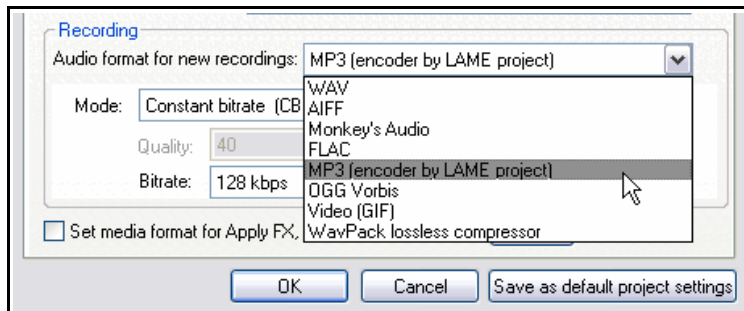 Recording
Audio format for new recordings: MP3 (encoder by LAME project)
WAV
AIFF
Monkey's Audio
FLAC
MP3 (encoder by LAME project)
OGG Vorbis
Video (GIF)
WavPack lossless compressor
Mode: Constant bitrate (CB
Quality: 40
Bitrate: 128 kbps
Set media format for Apply FX,
OK Cancel Save as default project settings